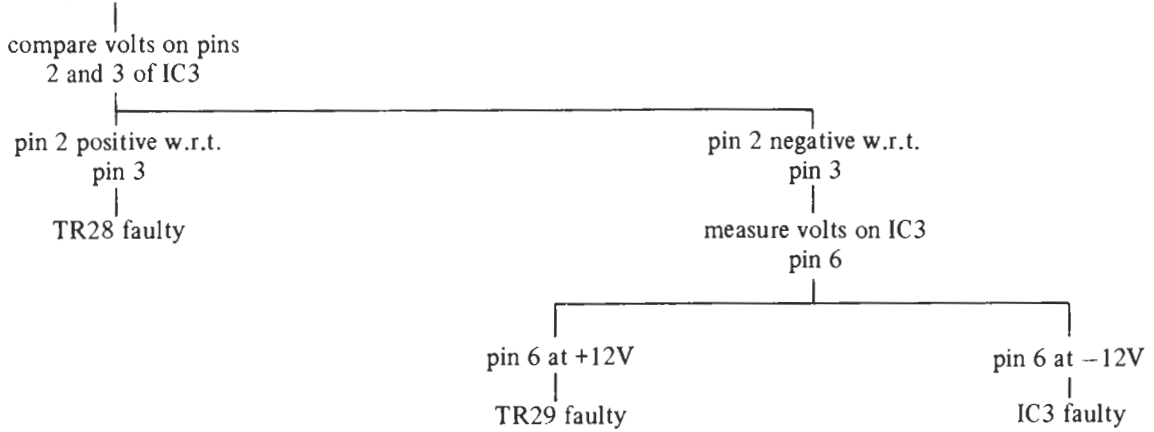 compare volts on pins
2 and 3 of IC3
pin 2 positive w.r.t.
pin 3
TR28 faulty
pin 2 negative w.r.t.
pin 3
measure volts on IC3
pin 6
pin 6 at +12V
TR29 faulty
pin 6 at −12V
IC3 faulty